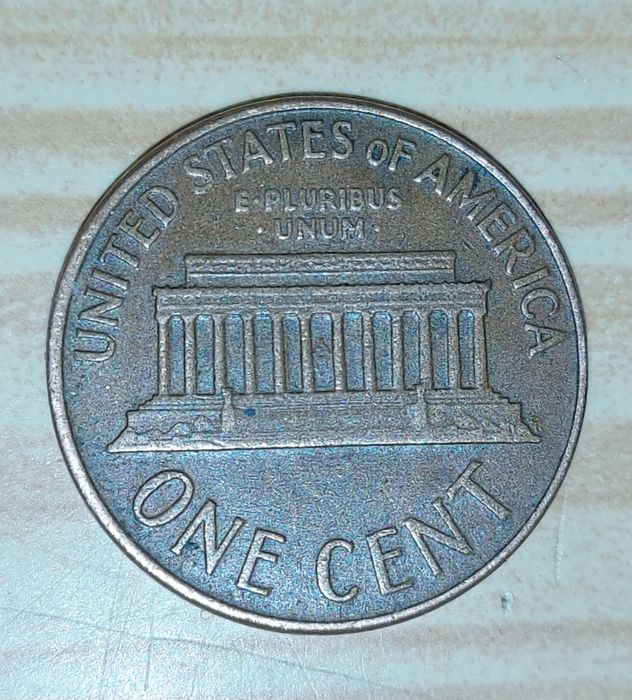 UNITED STATES OF AMERICA
E·PLURIBUS
·UNUM·
ONE CENT